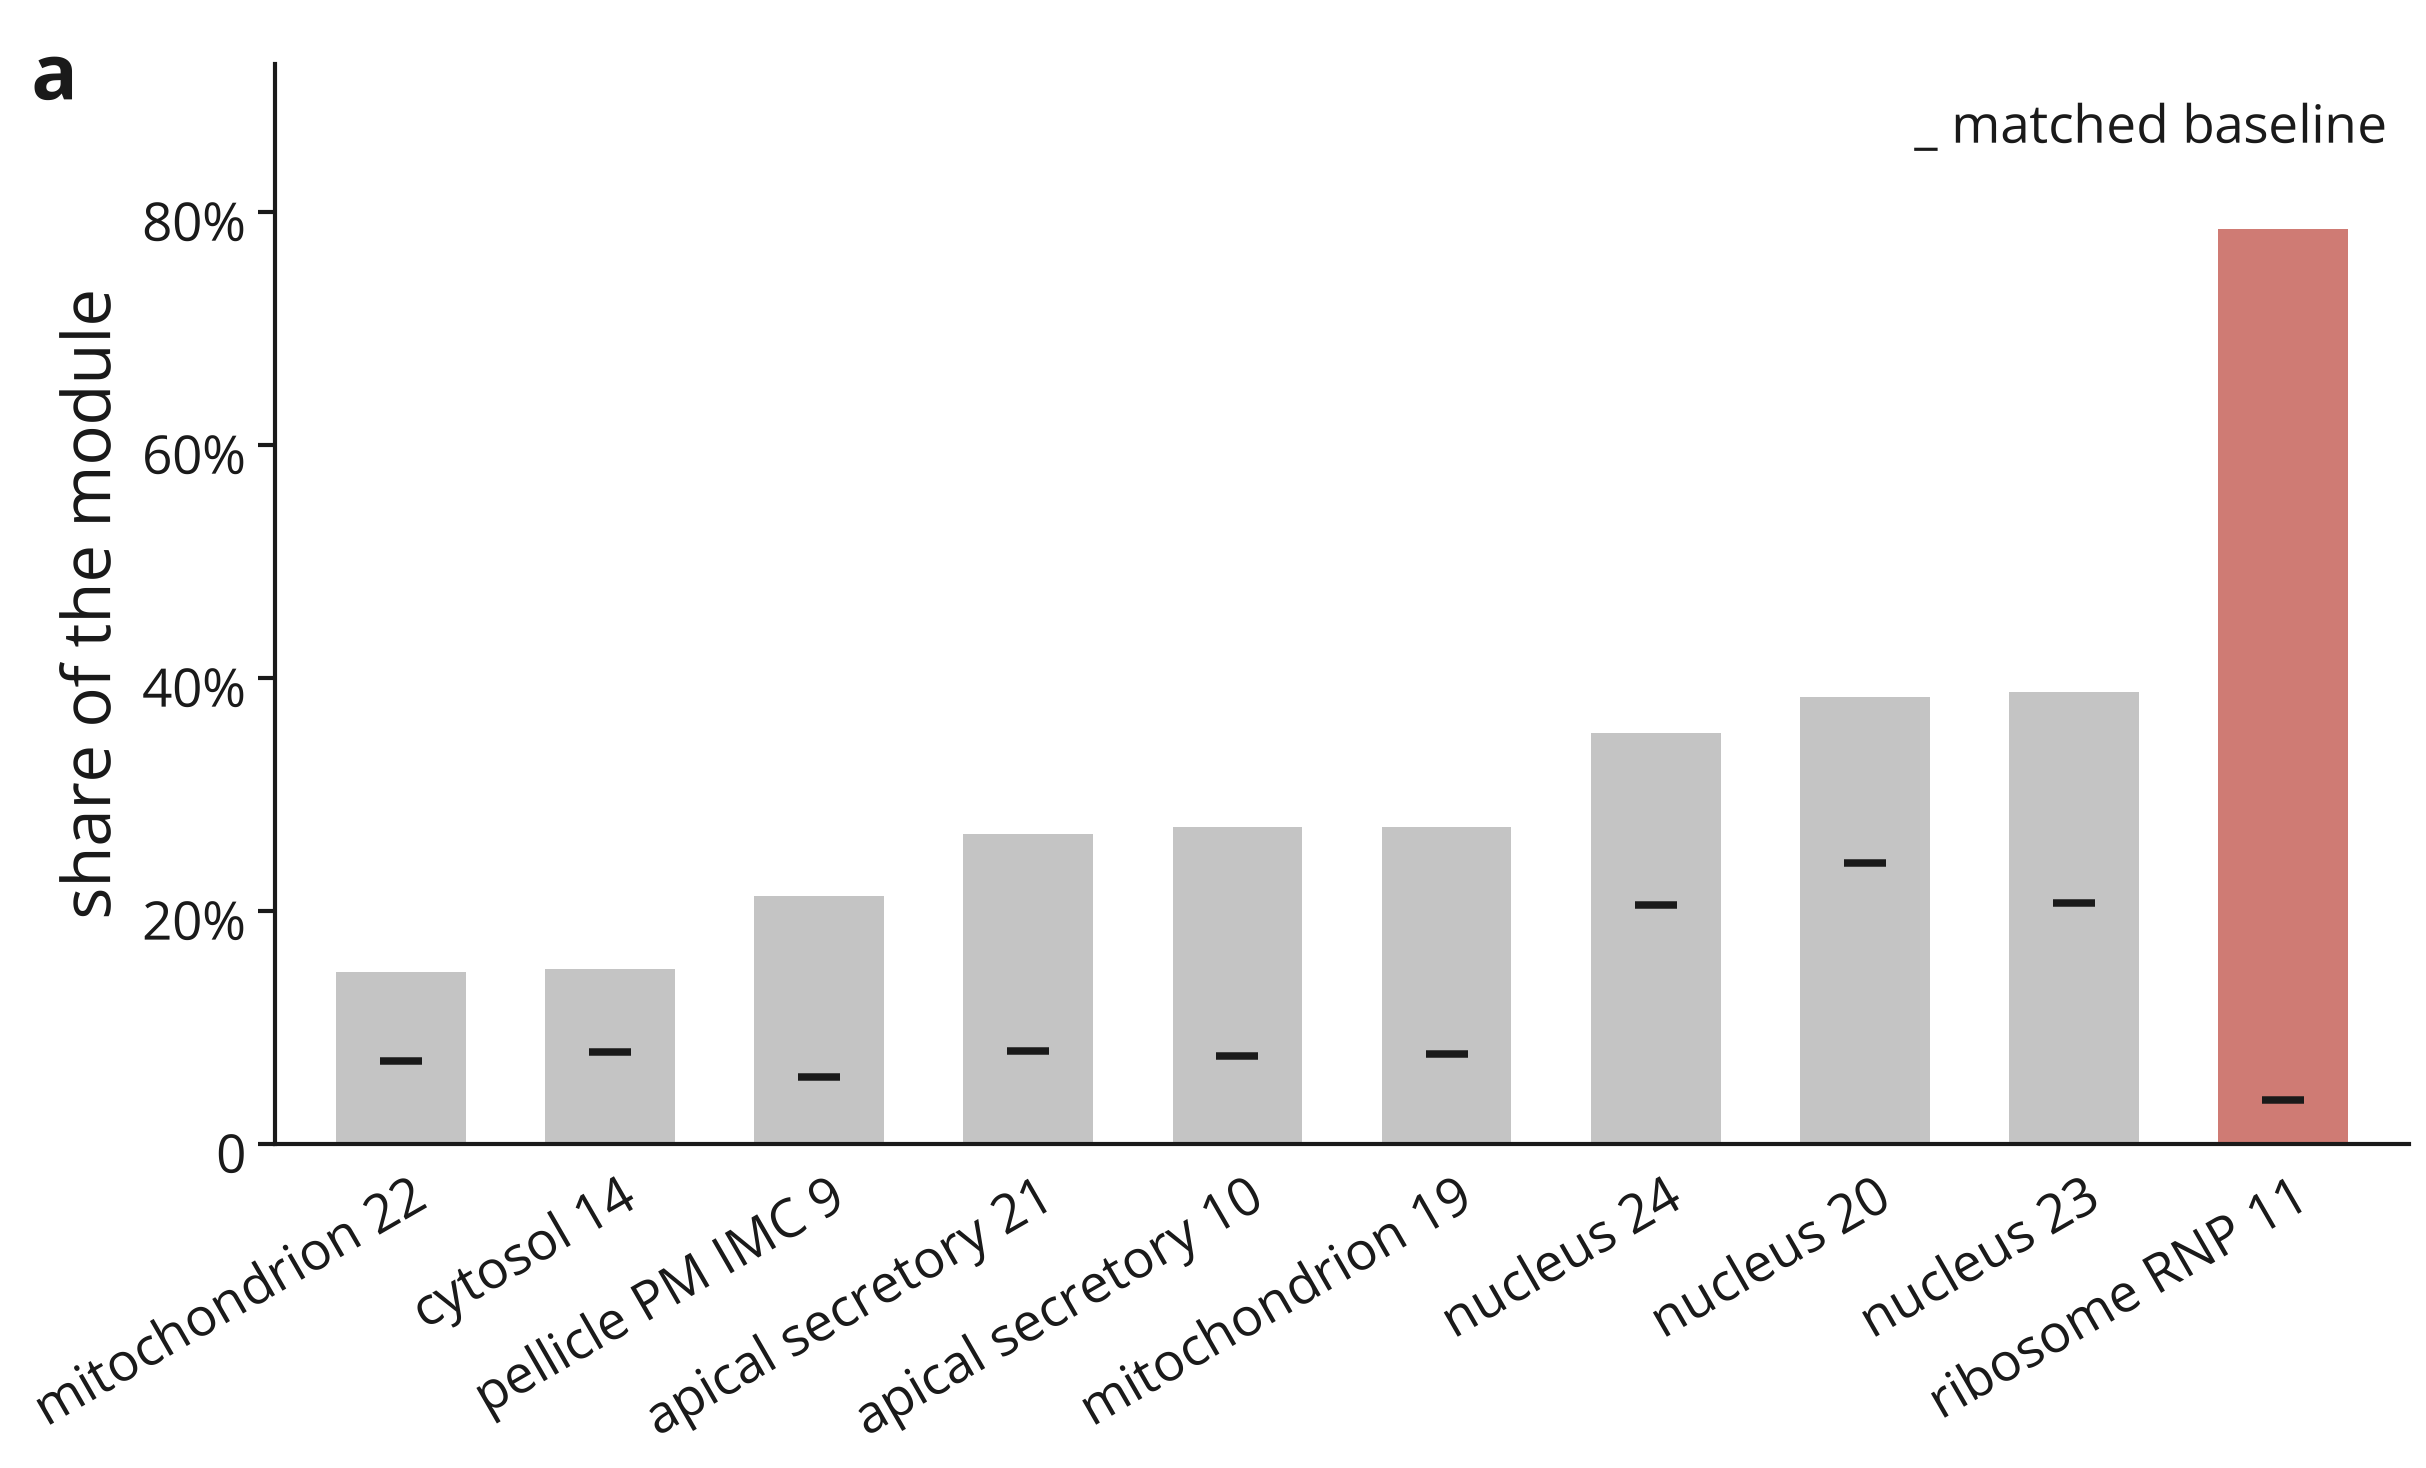 a
_ matched baseline
share of the module
80%
60%
40%
20%
0
mitochondrion 22
cytosol 14
pellicle PM IMC 9
apical secretory 21
apical secretory 10
mitochondrion 19
nucleus 24
nucleus 20
nucleus 23
ribosome RNP 11